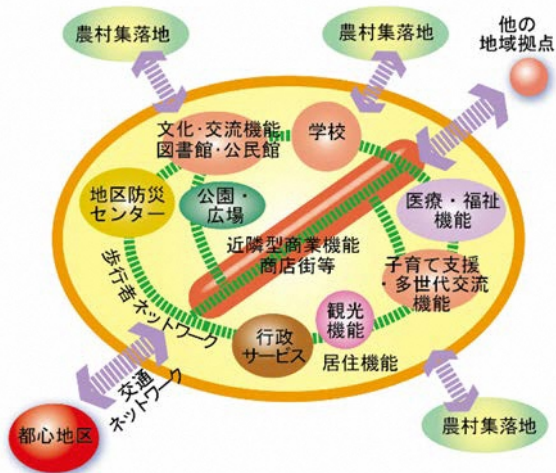 農村集落地
農村集落地
他の
地域拠点
文化・交流機能
図書館・公民館
学校
地区防災
センター
公園・
広場
医療・福祉
機能
近隣型商業機能
商店街等
子育て支援
・多世代交流
機能
歩行者ネットワーク
観光
機能
行政
サービス
居住機能
交通
ネットワーク
都心地区
農村集落地